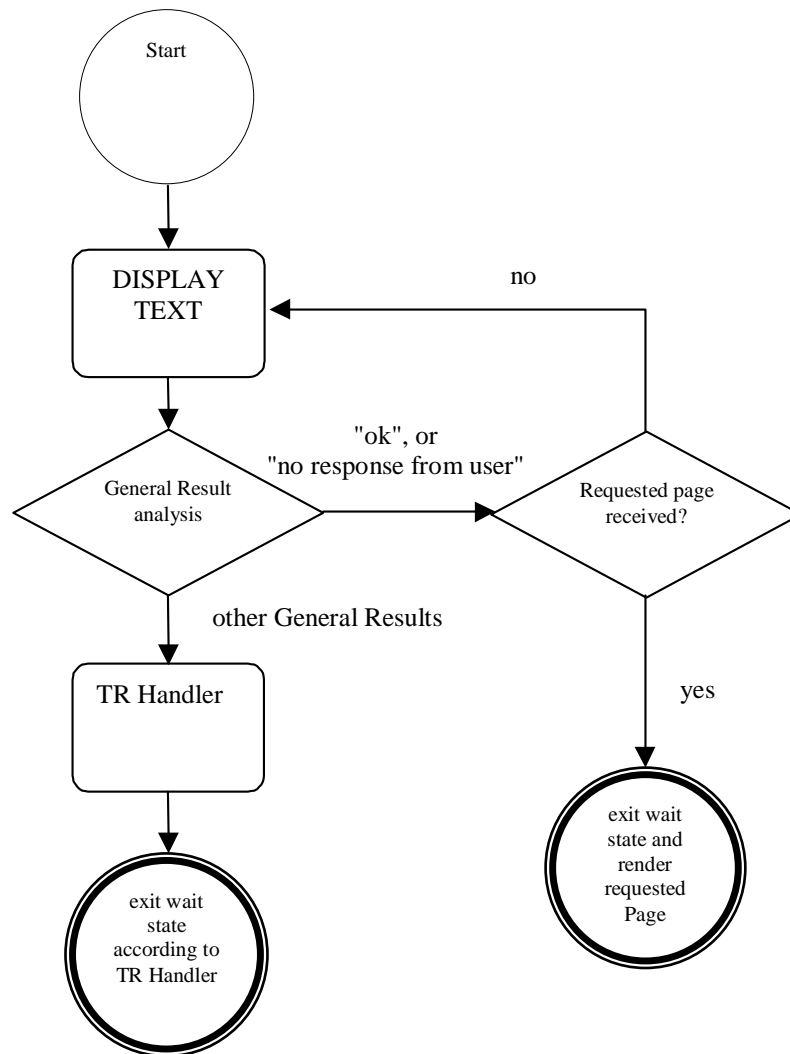 Start
DISPLAY
TEXT
no
"ok", or
"no response from user"
General Result
analysis
Requested page
received?
other General Results
TR Handler
yes
exit wait
state and
render
requested
Page
exit wait
state
according to
TR Handler